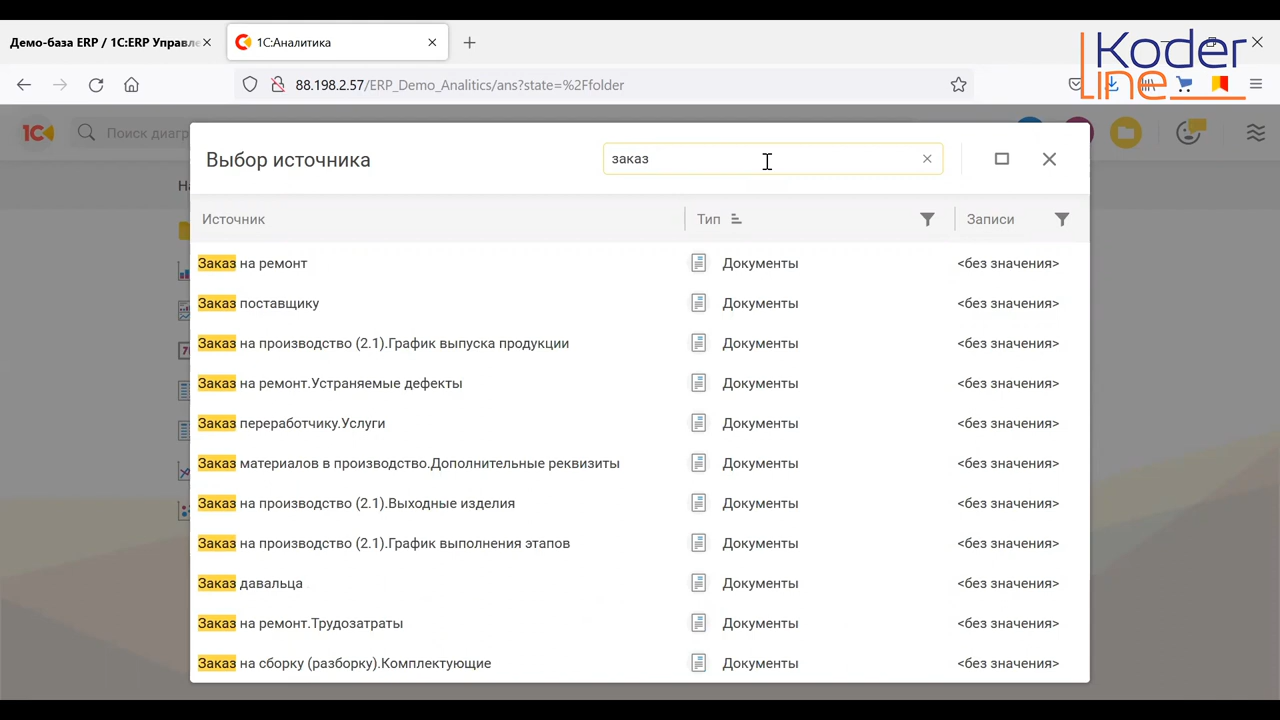 Демо-база ERP / 1С:ERP Управле
1С:Аналитика
Koder
line
88.198.2.57/ERP_Demo_Analitics/ans?state=%2Ffolder
1С
Поиск диагр
Выбор источника
заказ
Источник Тип Записи
Заказ на ремонт Документы <без значения>
Заказ поставщику Документы <без значения>
Заказ на производство (2.1).График выпуска продукции Документы <без значения>
Заказ на ремонт.Устраняемые дефекты Документы <без значения>
Заказ переработчику.Услуги Документы <без значения>
Заказ материалов в производство.Дополнительные реквизиты Документы <без значения>
Заказ на производство (2.1).Выходные изделия Документы <без значения>
Заказ на производство (2.1).График выполнения этапов Документы <без значения>
Заказ давальца Документы <без значения>
Заказ на ремонт.Трудозатраты Документы <без значения>
Заказ на сборку (разборку).Комплектующие Документы <без значения>